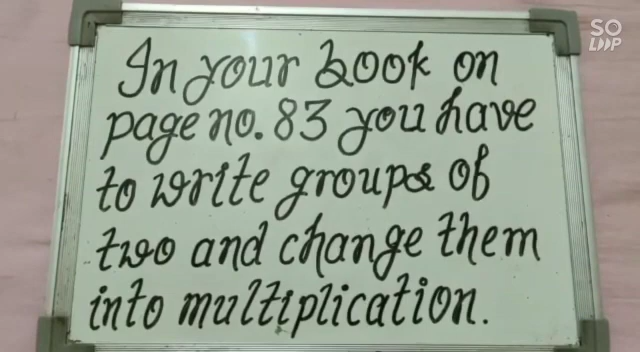 In your book on
page no. 83 you have
to write groups of
two and change them
into multiplication.
SO
LOOP